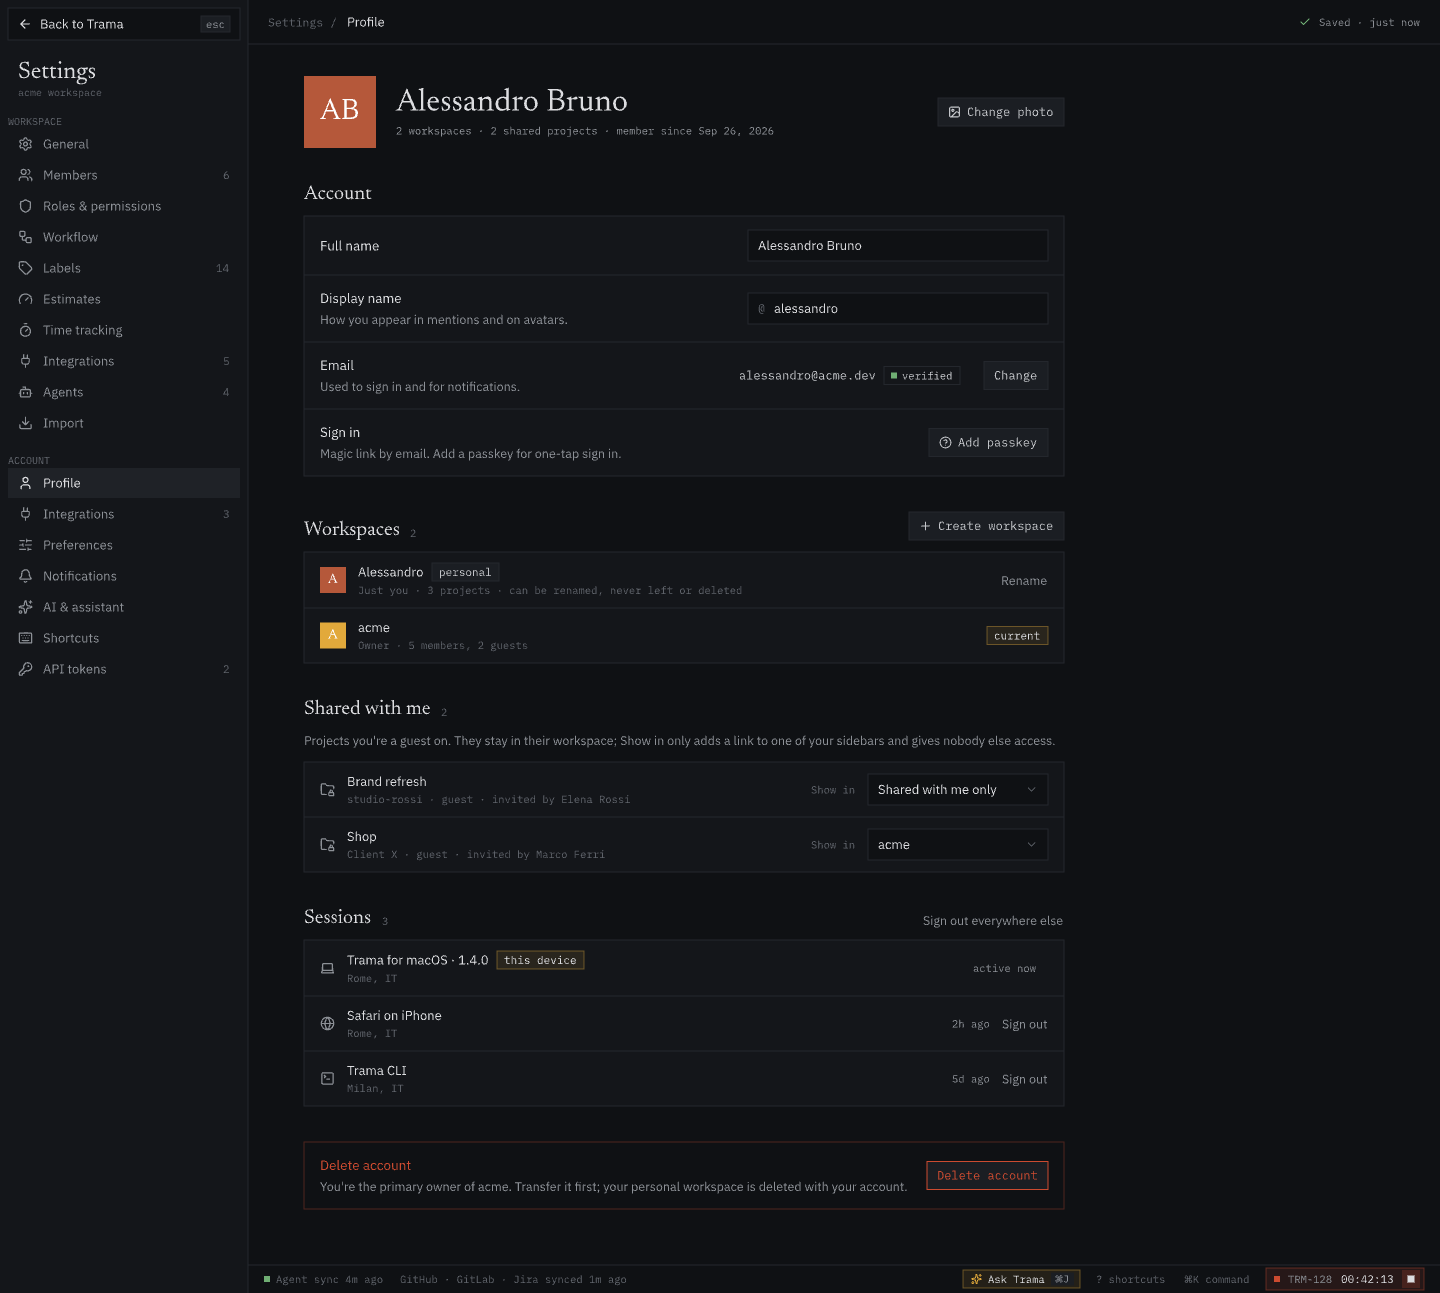 Back to Trama esc
Settings
acme workspace
WORKSPACE
General
Members 6
Roles & permissions
Workflow
Labels 14
Estimates
Time tracking
Integrations 5
Agents 4
Import
ACCOUNT
Profile
Integrations 3
Preferences
Notifications
AI & assistant
Shortcuts
API tokens 2
Settings / Profile
Saved · just now
AB
Alessandro Bruno
2 workspaces · 2 shared projects · member since Sep 26, 2026
Change photo
Account
Full name
Alessandro Bruno
Display name
How you appear in mentions and on avatars.
@ alessandro
Email
Used to sign in and for notifications.
alessandro@acme.dev verified Change
Sign in
Magic link by email. Add a passkey for one-tap sign in.
Add passkey
Workspaces 2
Create workspace
A
Alessandro personal
Just you · 3 projects · can be renamed, never left or deleted
Rename
A
acme
Owner · 5 members, 2 guests
current
Shared with me 2
Projects you're a guest on. They stay in their workspace; Show in only adds a link to one of your sidebars and gives nobody else access.
Brand refresh
studio-rossi · guest · invited by Elena Rossi
Show in Shared with me only
Shop
Client X · guest · invited by Marco Ferri
Show in acme
Sessions 3
Sign out everywhere else
Trama for macOS · 1.4.0 this device
Rome, IT
active now
Safari on iPhone
Rome, IT
2h ago Sign out
Trama CLI
Milan, IT
5d ago Sign out
Delete account
You're the primary owner of acme. Transfer it first; your personal workspace is deleted with your account.
Delete account
Agent sync 4m ago GitHub · GitLab · Jira synced 1m ago
Ask Trama ⌘J ? shortcuts ⌘K command TRM-128 00:42:13